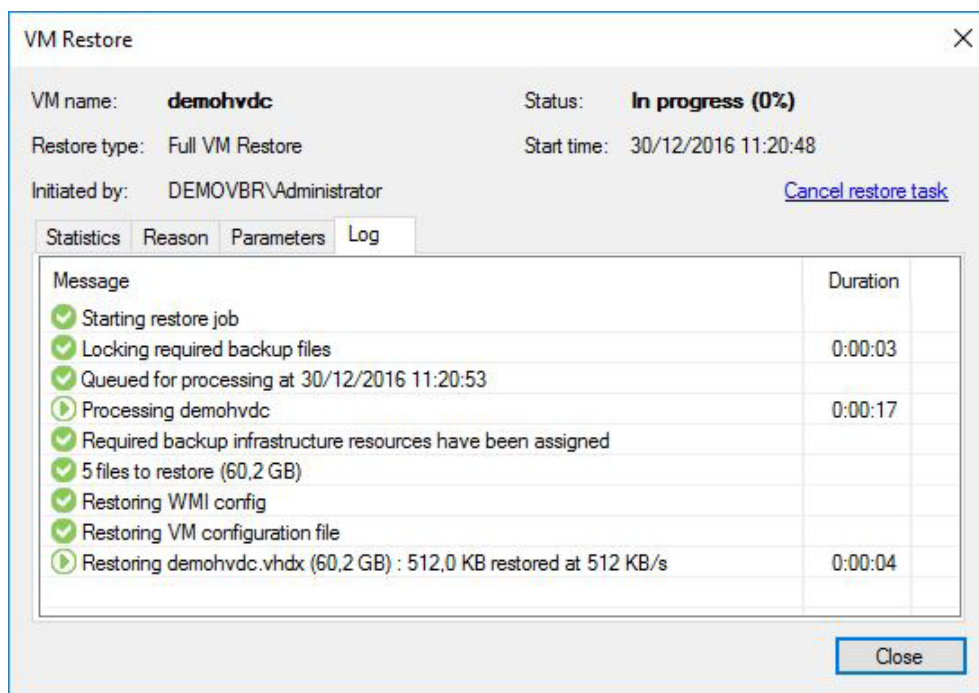 VM Restore
VM name: demohvdc Status: In progress (0%)
Restore type: Full VM Restore Start time: 30/12/2016 11:20:48
Initiated by: DEMOVBR\Administrator Cancel restore task
Statistics Reason Parameters Log
Message Duration
Starting restore job
Locking required backup files 0:00:03
Queued for processing at 30/12/2016 11:20:53
Processing demohvdc 0:00:17
Required backup infrastructure resources have been assigned
5 files to restore (60,2 GB)
Restoring WMI config
Restoring VM configuration file
Restoring demohvdc.vhdx (60,2 GB) : 512,0 KB restored at 512 KB/s 0:00:04
Close